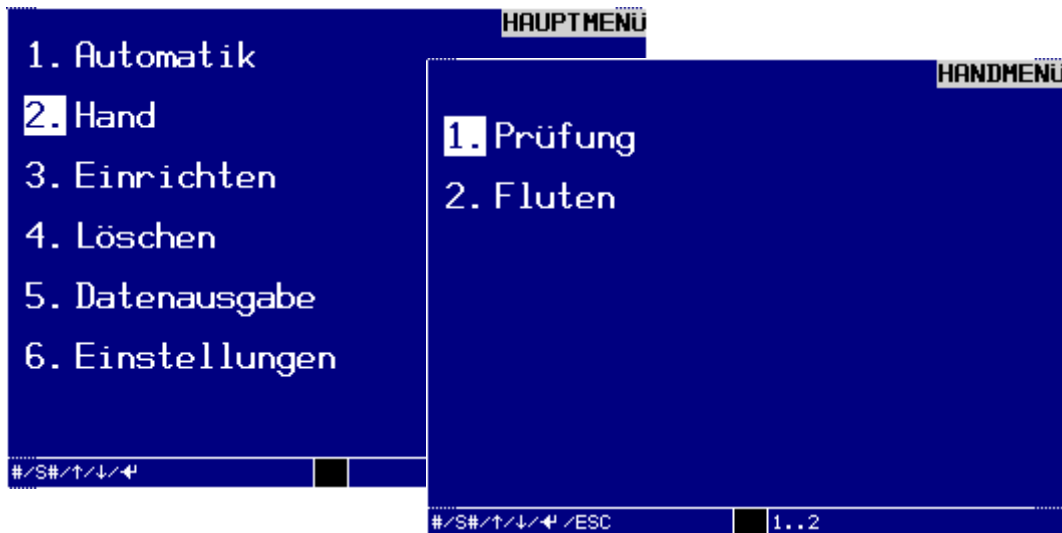 HAUPTMENÜ
1. Automatik
2. Hand
3. Einrichten
4. Löschen
5. Datenausgabe
6. Einstellungen
#/S#/↑/↓/↵
HANDMENÜ
1. Prüfung
2. Fluten
#/S#/↑/↓/↵ /ESC 1..2